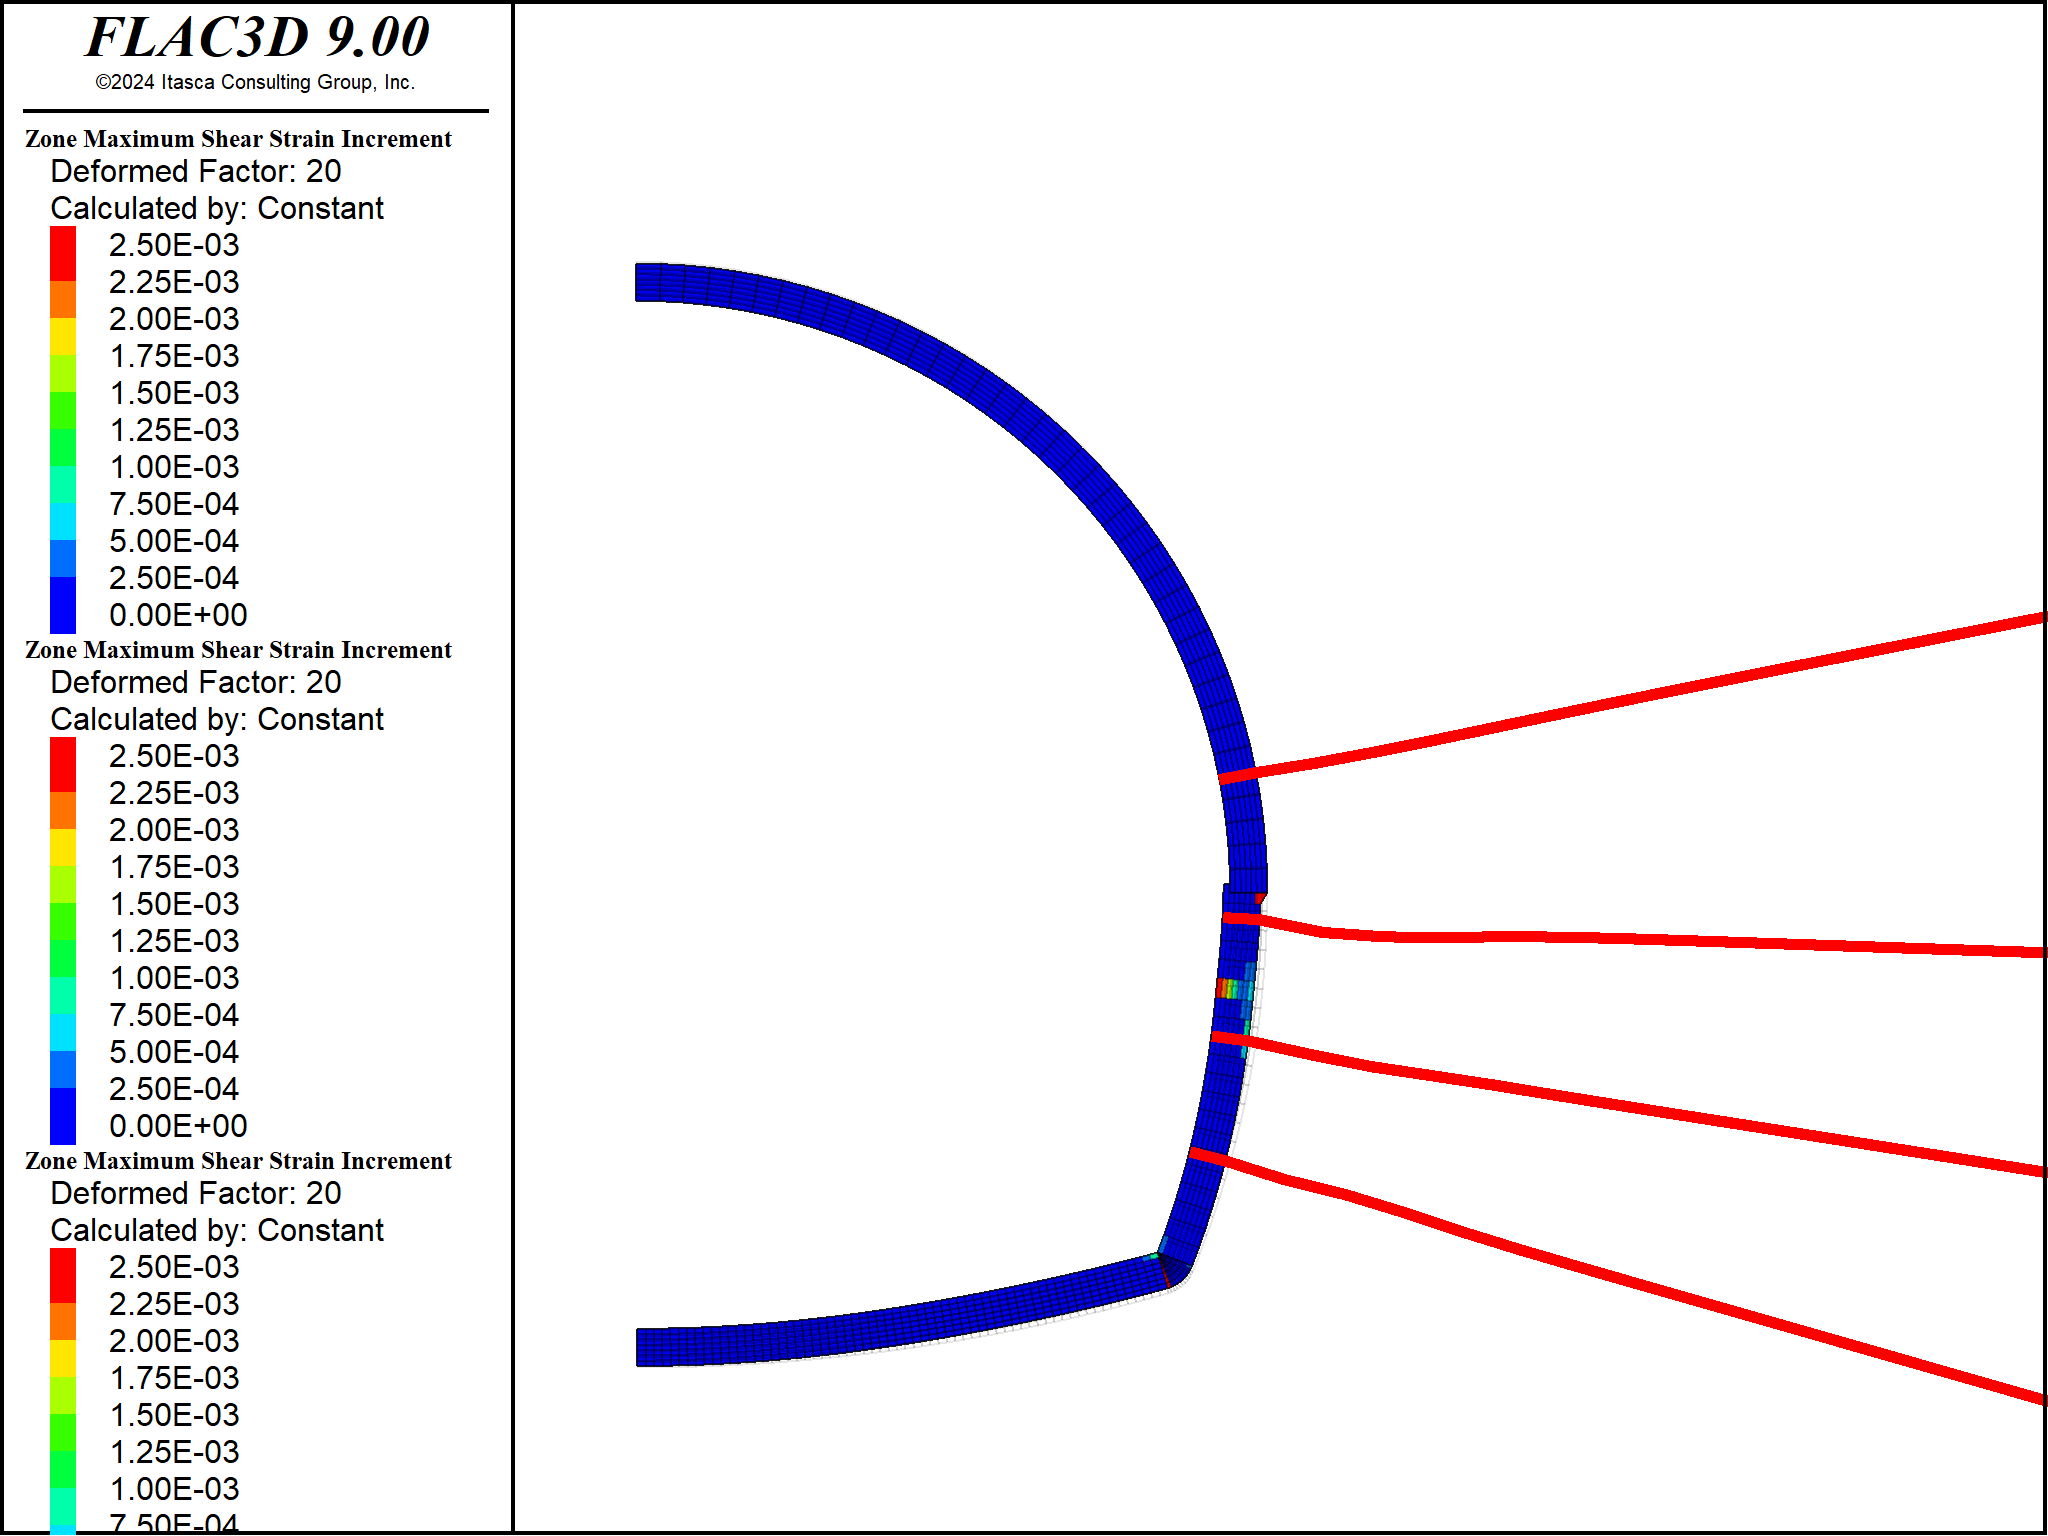 FLAC3D 9.00
©2024 Itasca Consulting Group, Inc.
Zone Maximum Shear Strain Increment
Deformed Factor: 20
Calculated by: Constant
2.50E-03
2.25E-03
2.00E-03
1.75E-03
1.50E-03
1.25E-03
1.00E-03
7.50E-04
5.00E-04
2.50E-04
0.00E+00
Zone Maximum Shear Strain Increment
Deformed Factor: 20
Calculated by: Constant
2.50E-03
2.25E-03
2.00E-03
1.75E-03
1.50E-03
1.25E-03
1.00E-03
7.50E-04
5.00E-04
2.50E-04
0.00E+00
Zone Maximum Shear Strain Increment
Deformed Factor: 20
Calculated by: Constant
2.50E-03
2.25E-03
2.00E-03
1.75E-03
1.50E-03
1.25E-03
1.00E-03
7.50E-04